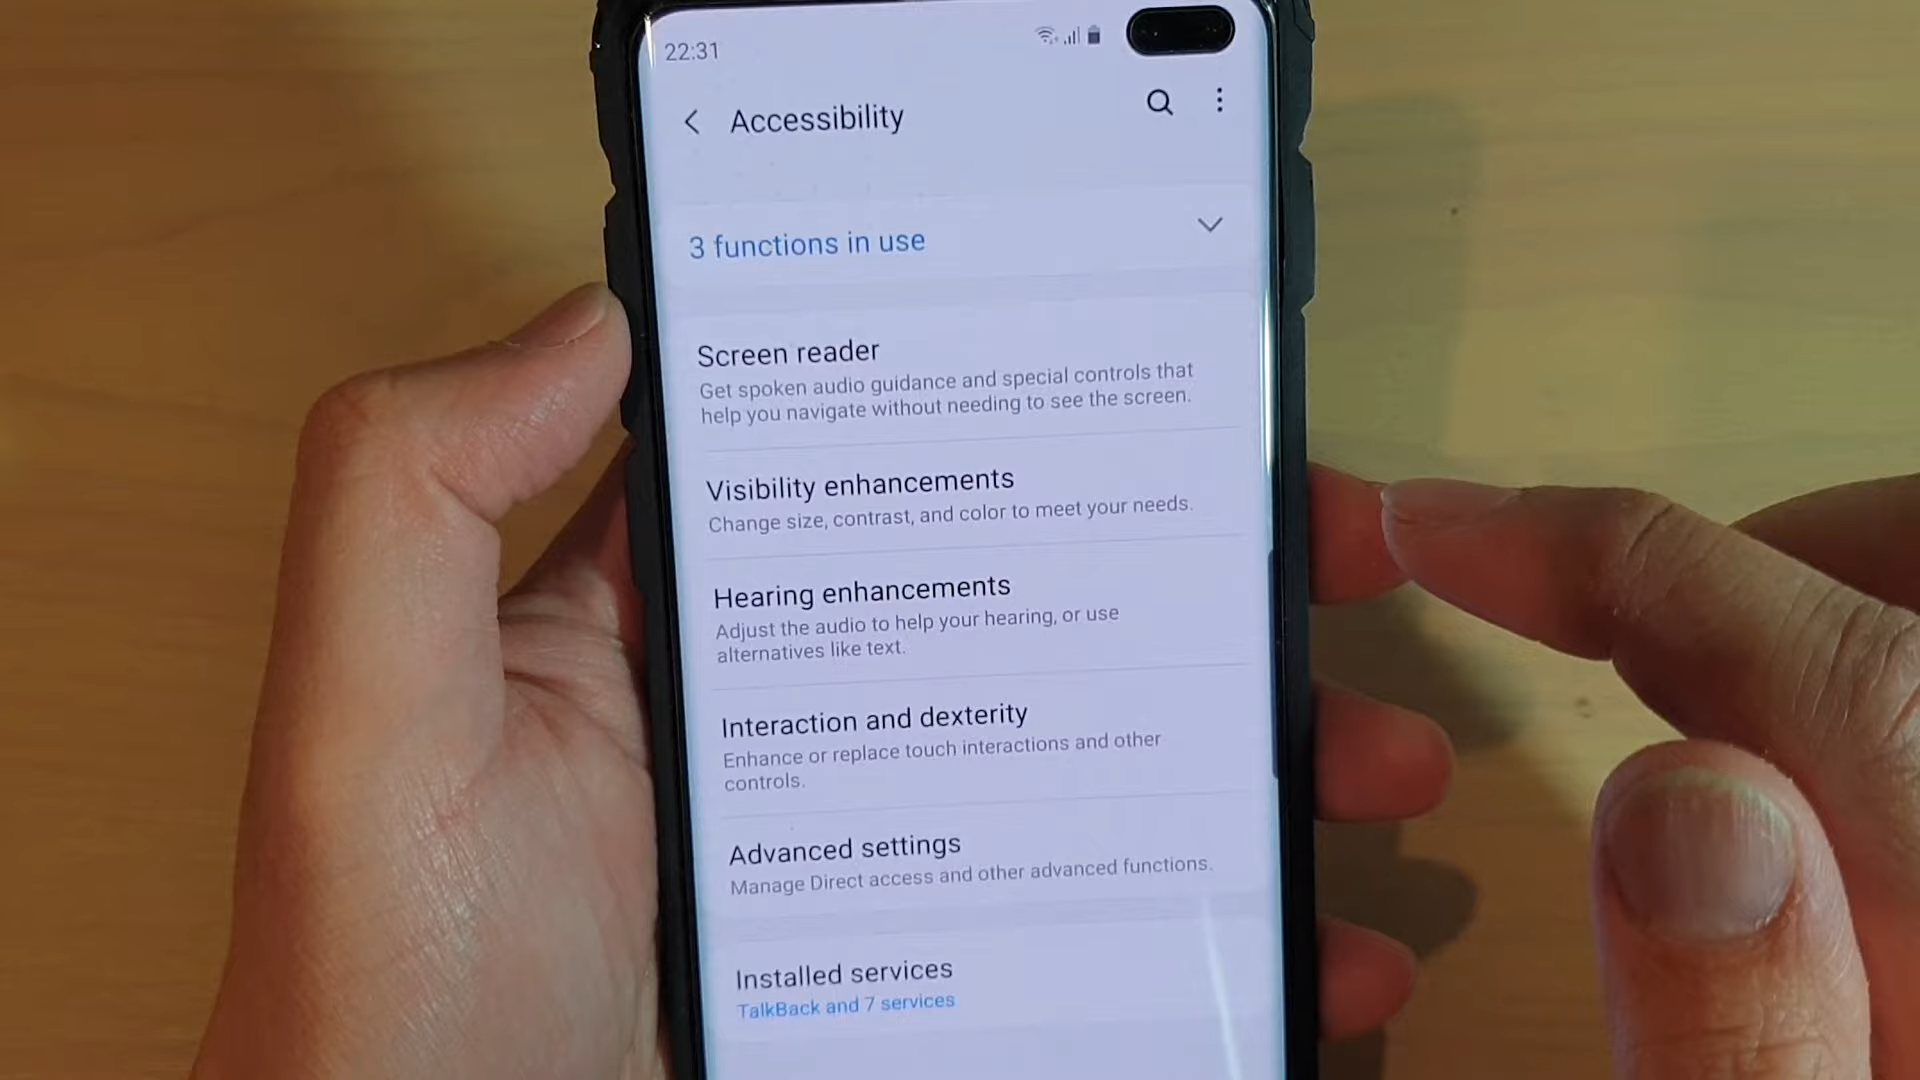 22:31
Accessibility
3 functions in use
Screen reader
Get spoken audio guidance and special controls that
help you navigate without needing to see the screen.
Visibility enhancements
Change size, contrast, and color to meet your needs.
Hearing enhancements
Adjust the audio to help your hearing, or use
alternatives like text.
Interaction and dexterity
Enhance or replace touch interactions and other
controls.
Advanced settings
Manage Direct access and other advanced functions.
Installed services
TalkBack and 7 services